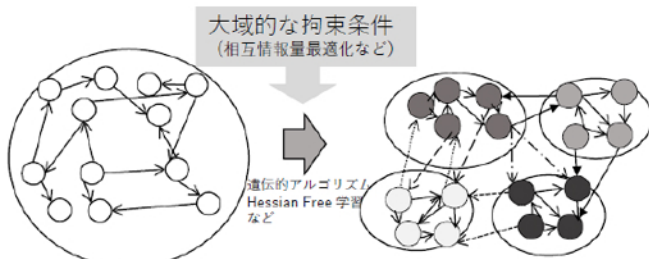 大域的な拘束条件
（相互情報量最適化など）
遺伝的アルゴリズム
Hessian Free 学習
など